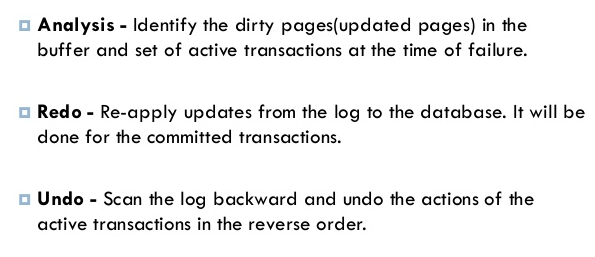 Analysis - Identify the dirty pages(updated pages) in the
buffer and set of active transactions at the time of failure.
Redo - Re-apply updates from the log to the database. It will be
done for the committed transactions.
Undo - Scan the log backward and undo the actions of the
active transactions in the reverse order.